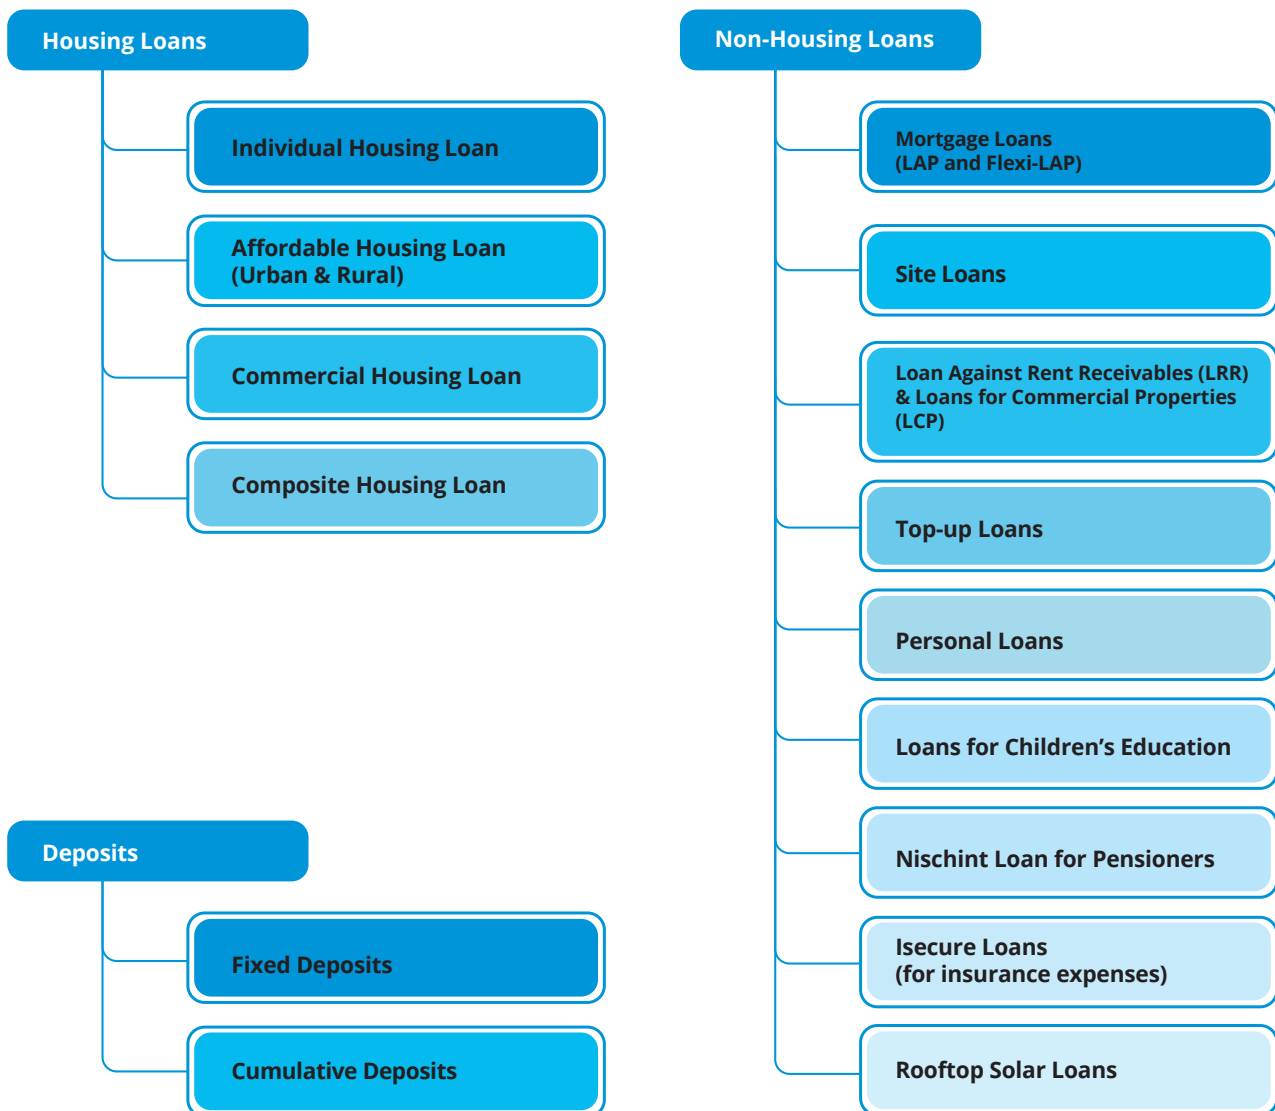 Housing Loans
Individual Housing Loan
Affordable Housing Loan
(Urban & Rural)
Commercial Housing Loan
Composite Housing Loan
Deposits
Fixed Deposits
Cumulative Deposits
Non-Housing Loans
Mortgage Loans
(LAP and Flexi-LAP)
Site Loans
Loan Against Rent Receivables (LRR)
& Loans for Commercial Properties
(LCP)
Top-up Loans
Personal Loans
Loans for Children’s Education
Nischint Loan for Pensioners
Isecure Loans
(for insurance expenses)
Rooftop Solar Loans